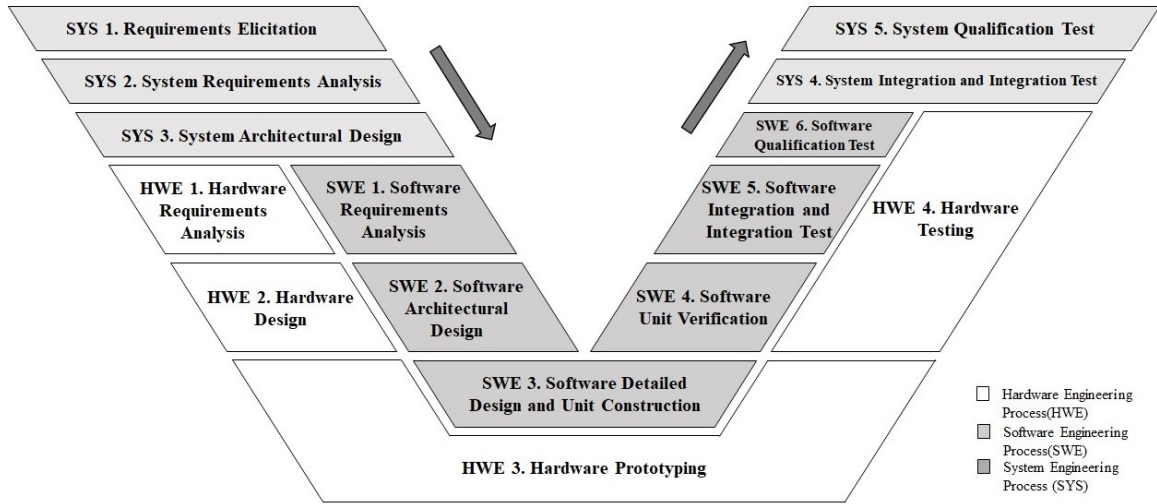 SYS 1. Requirements Elicitation
SYS 2. System Requirements Analysis
SYS 3. System Architectural Design
HWE 1. Hardware
Requirements
Analysis
SWE 1. Software
Requirements
Analysis
HWE 2. Hardware
Design
SWE 2. Software
Architectural
Design
SWE 3. Software Detailed
Design and Unit Construction
HWE 3. Hardware Prototyping
SYS 5. System Qualification Test
SYS 4. System Integration and Integration Test
SWE 6. Software
Qualification Test
SWE 5. Software
Integration and
Integration Test
HWE 4. Hardware
Testing
SWE 4. Software
Unit Verification
Hardware Engineering
Process(HWE)
Software Engineering
Process(SWE)
System Engineering
Process (SYS)